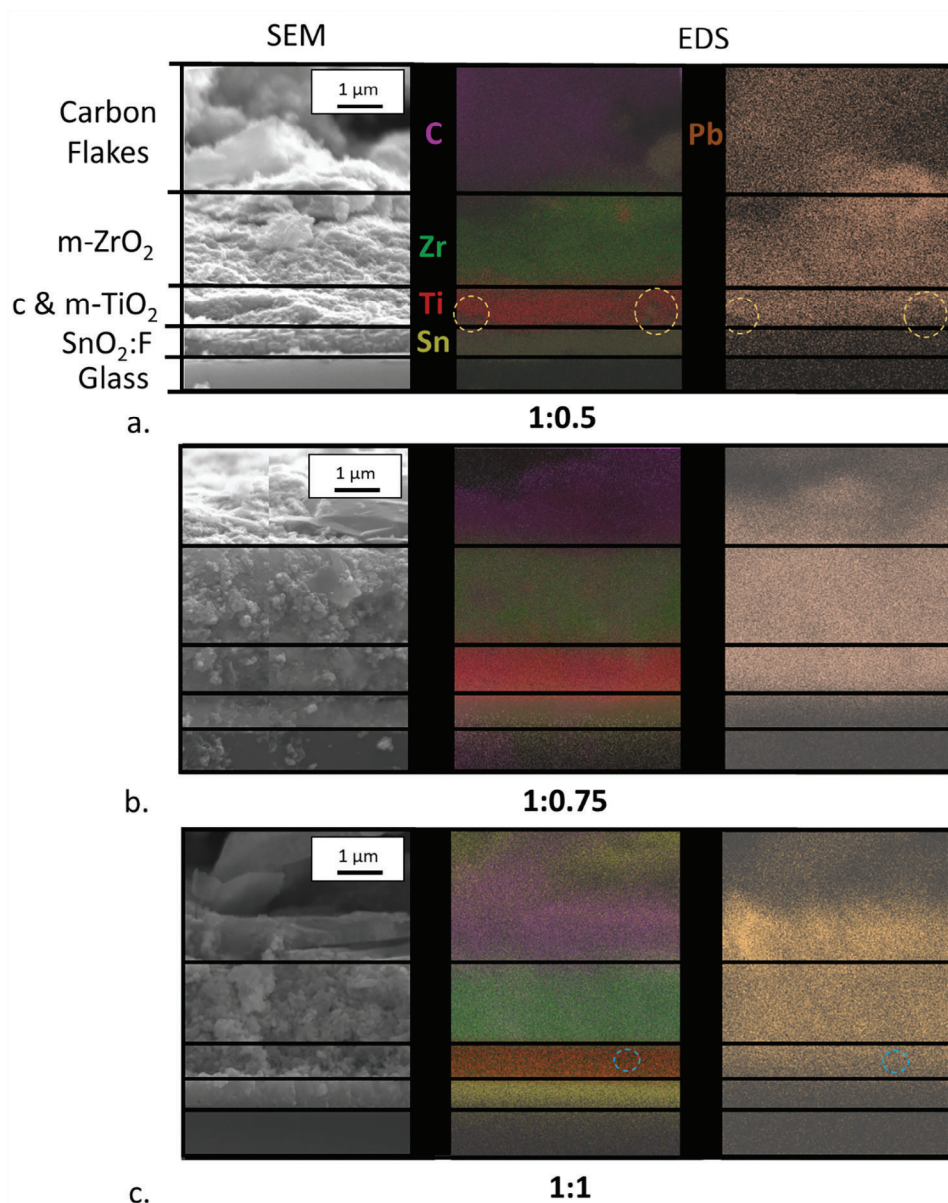 SEM
EDS
Carbon
Flakes
1 µm
C
Pb
m-ZrO₂
Zr
c & m-TiO₂
Ti
SnO₂:F
Sn
Glass
a.
1:0.5
1 µm
b.
1:0.75
1 µm
c.
1:1